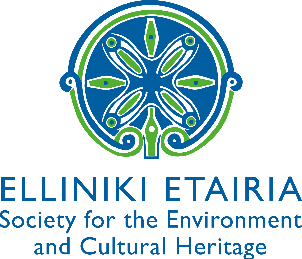 ELLINIKI ETAIRIA
Society for the Environment
and Cultural Heritage